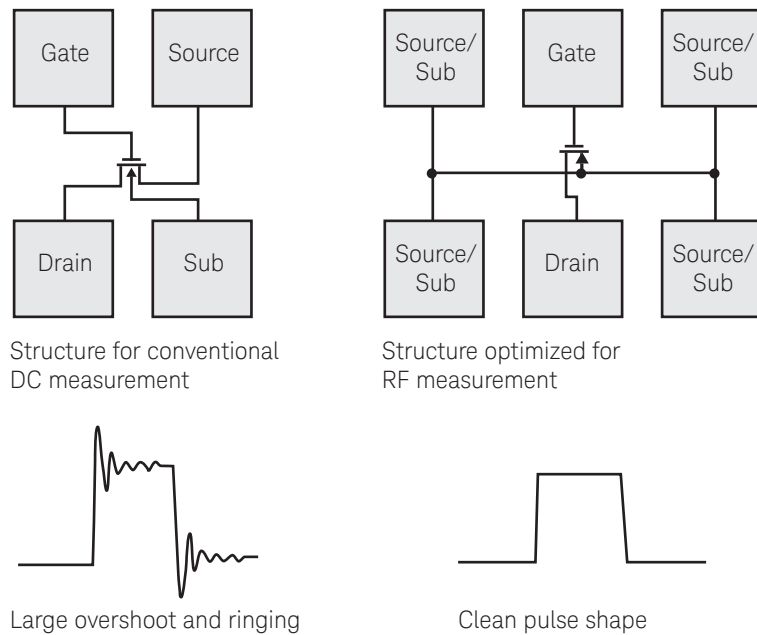 Gate
Source
Drain
Sub
Structure for conventional
DC measurement
Source/
Sub
Gate
Source/
Sub
Source/
Sub
Drain
Source/
Sub
Structure optimized for
RF measurement
Large overshoot and ringing
Clean pulse shape